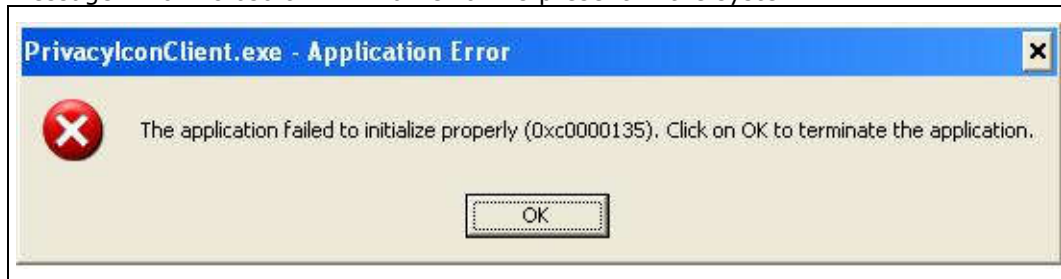 PrivacyIconClient.exe - Application Error
The application failed to initialize properly (0xc0000135). Click on OK to terminate the application.
OK